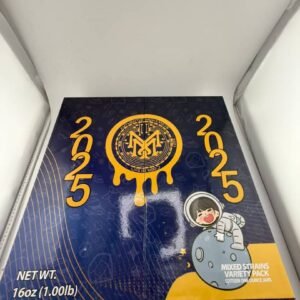 2025
2025
NET WT.
16oz (1.00lb)
MIXED STRAINS
VARIETY PACK